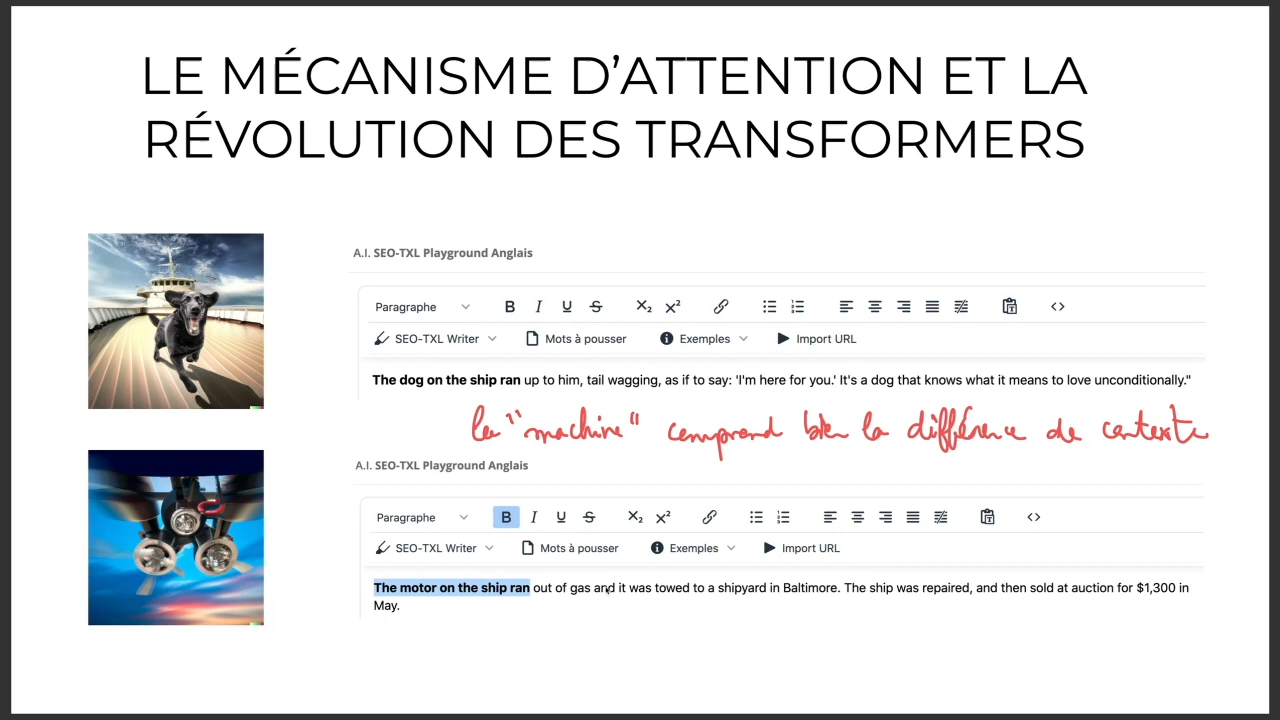 LE MÉCANISME D’ATTENTION ET LA
RÉVOLUTION DES TRANSFORMERS
A.I. SEO-TXL Playground Anglais
Paragraphe B I U S X₂ X²
SEO-TXL Writer Mots à pousser Exemples Import URL
The dog on the ship ran up to him, tail wagging, as if to say: 'I'm here for you.' It's a dog that knows what it means to love unconditionally."
la "machine" comprend bien la différence de contexte
A.I. SEO-TXL Playground Anglais
Paragraphe B I U S X₂ X²
SEO-TXL Writer Mots à pousser Exemples Import URL
The motor on the ship ran out of gas and it was towed to a shipyard in Baltimore. The ship was repaired, and then sold at auction for $1,300 in
May.